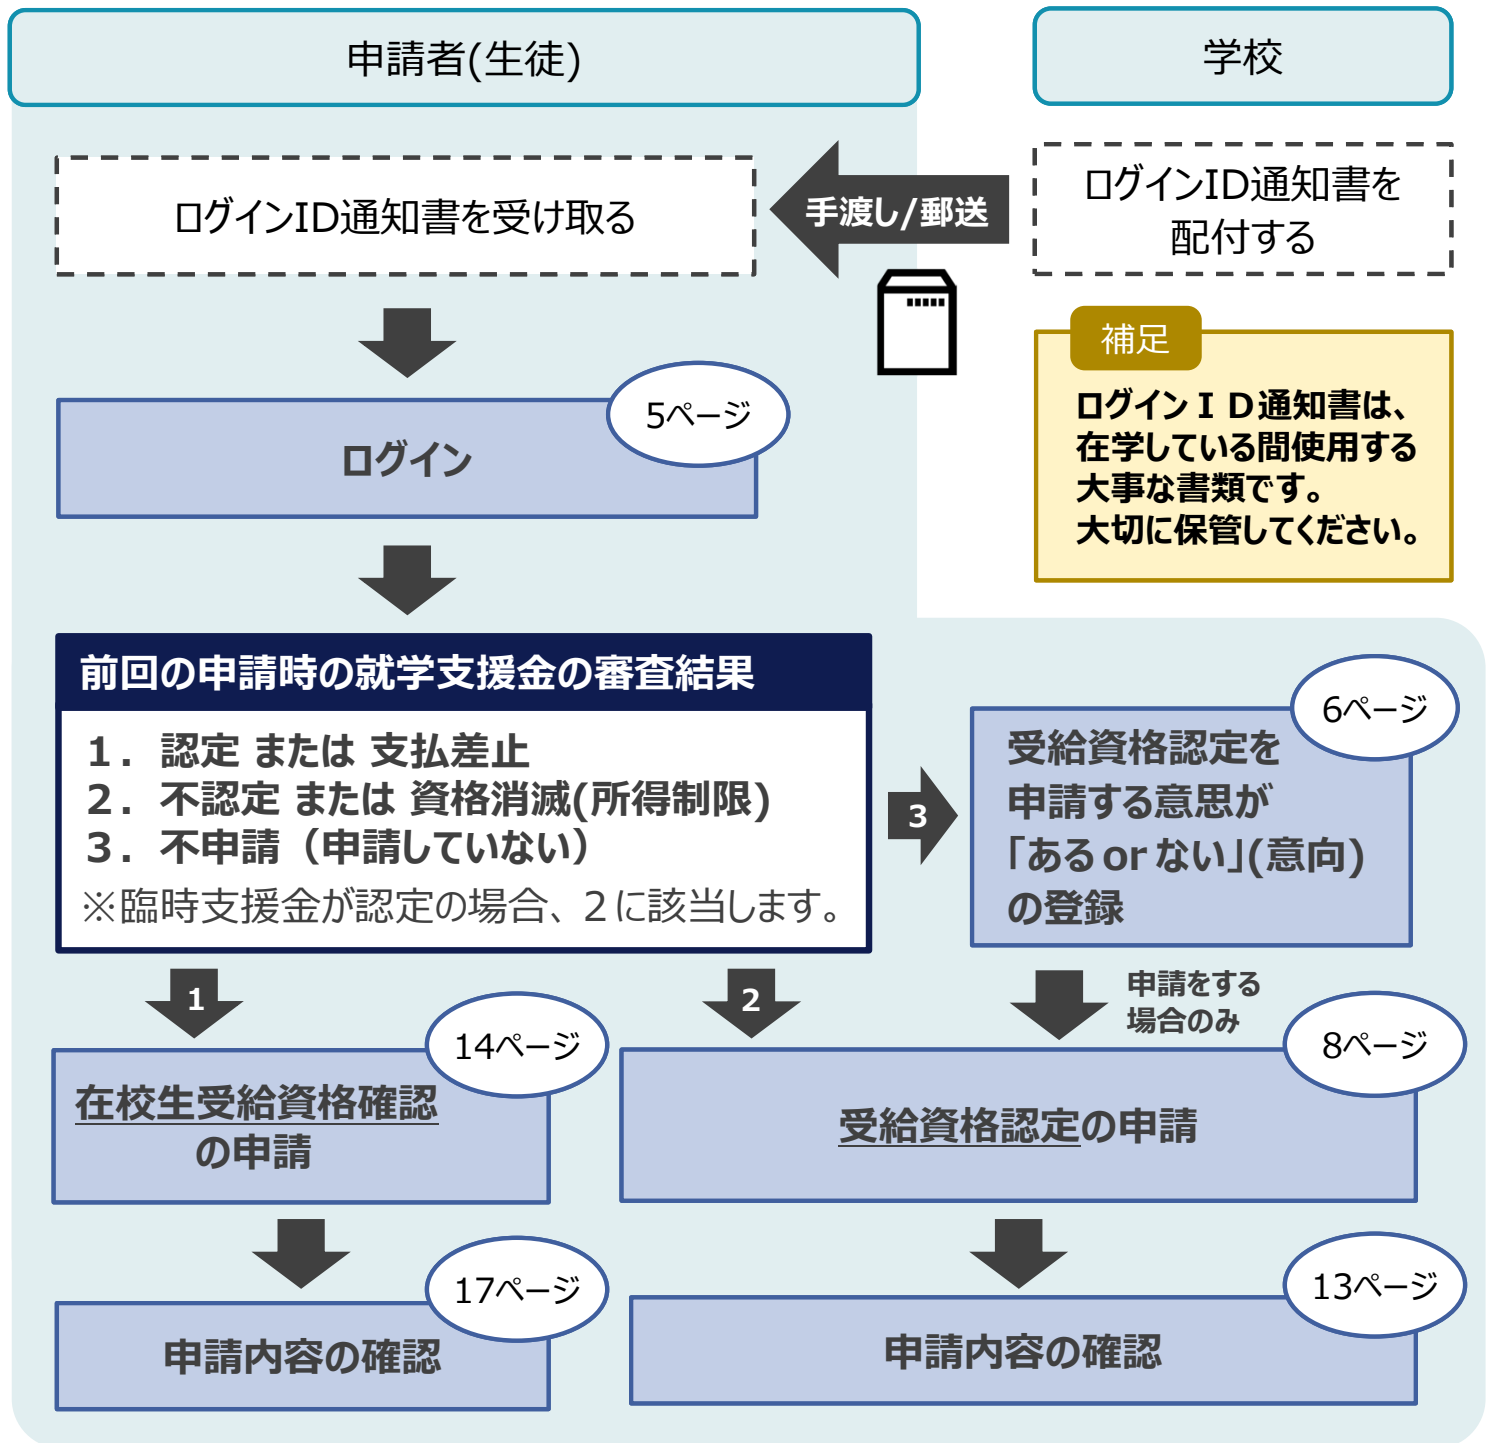 申請者(生徒)
学校
ログインID通知書を受け取る
手渡し/郵送
ログインID通知書を
配付する
補足
ログインＩＤ通知書は、
在学している間使用する
大事な書類です。
大切に保管してください。
5ページ
ログイン
前回の申請時の就学支援金の審査結果
１．認定 または 支払差止
２．不認定 または 資格消滅(所得制限)
３．不申請（申請していない）
※臨時支援金が認定の場合、２に該当します。
3
6ページ
受給資格認定を
申請する意思が
「ある or ない」(意向)
の登録
1
2
申請をする
場合のみ
14ページ
在校生受給資格確認
の申請
8ページ
受給資格認定の申請
17ページ
申請内容の確認
13ページ
申請内容の確認